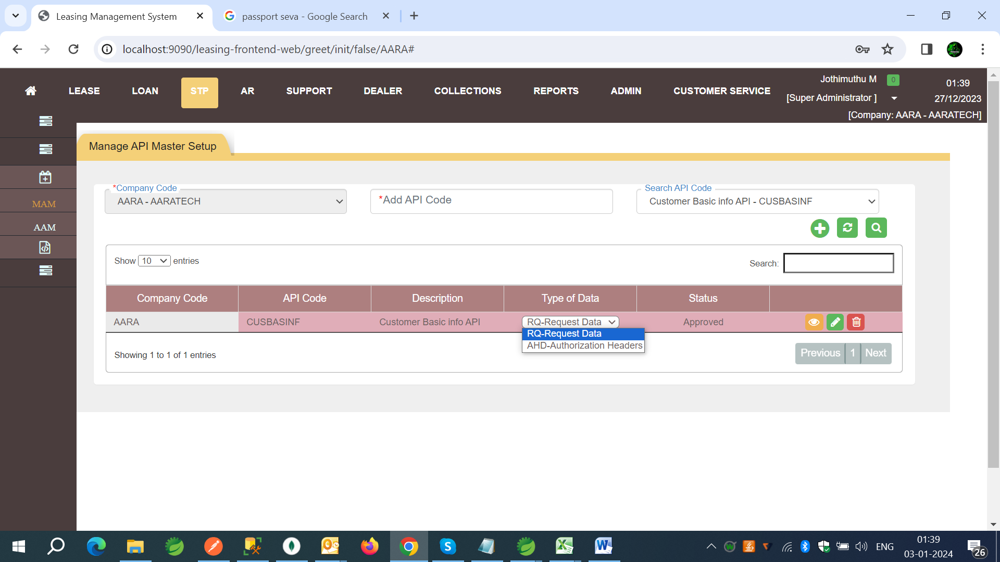 Leasing Management System
passport seva - Google Search
localhost:9090/leasing-frontend-web/greet/init/false/AARA#
LEASE LOAN STP AR SUPPORT DEALER COLLECTIONS REPORTS ADMIN CUSTOMER SERVICE
Jothimuthu M 0
[Super Administrator ]
01:39
27/12/2023
[Company: AARA - AARATECH]
MAM
AAM
Manage API Master Setup
*Company Code
AARA - AARATECH
*Add API Code
Search API Code
Customer Basic info API - CUSBASINF
Show 10 entries
Search:
Company Code API Code Description Type of Data Status
AARA CUSBASINF Customer Basic info API RQ-Request Data Approved
RQ-Request Data
AHD-Authorization Headers
Showing 1 to 1 of 1 entries
Previous 1 Next
ENG
01:39
03-01-2024
26